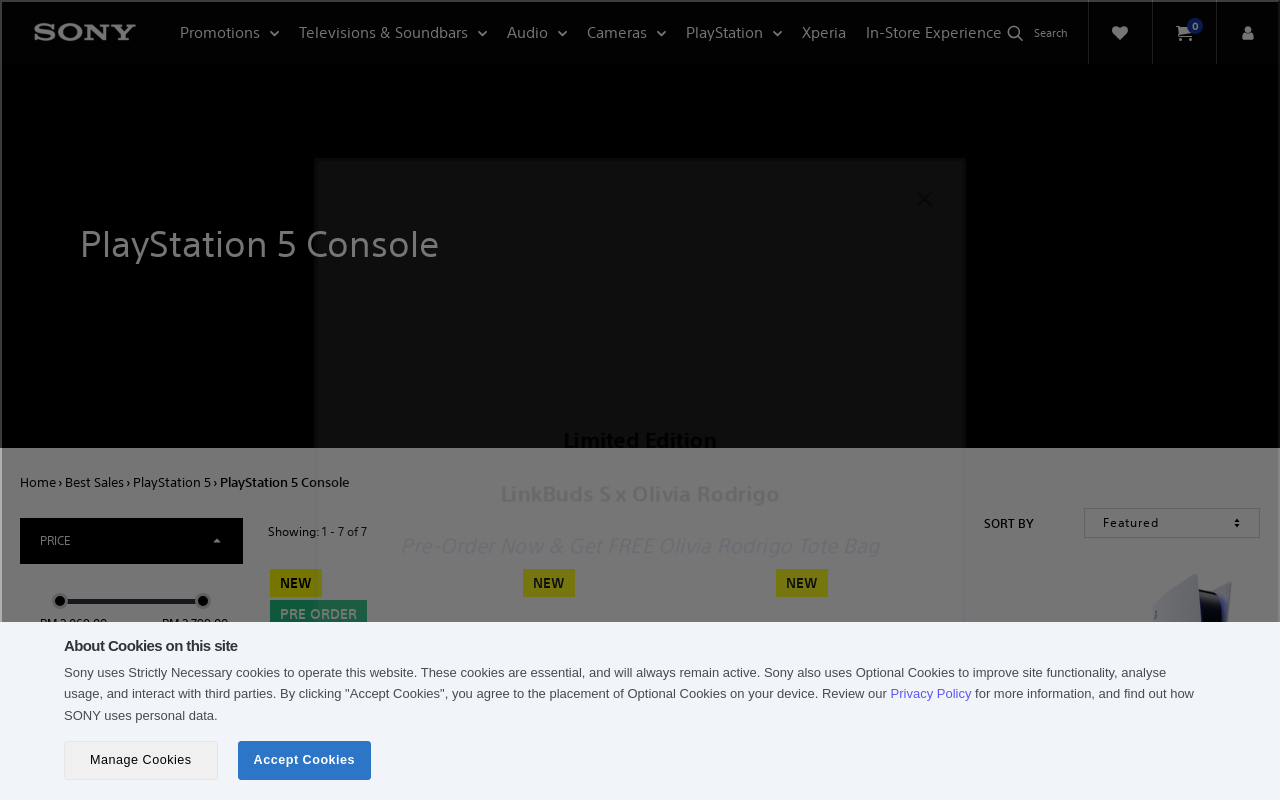 SONY
Promotions
Televisions & Soundbars
Audio
Cameras
PlayStation
Xperia
In-Store Experience
Search
0
PlayStation 5 Console
Limited Edition
LinkBuds S x Olivia Rodrigo
Pre-Order Now & Get FREE Olivia Rodrigo Tote Bag
Home › Best Sales › PlayStation 5 › PlayStation 5 Console
PRICE
Showing: 1 - 7 of 7
SORT BY
Featured
NEW
NEW
NEW
PRE ORDER
About Cookies on this site
Sony uses Strictly Necessary cookies to operate this website. These cookies are essential, and will always remain active. Sony also uses Optional Cookies to improve site functionality, analyse
usage, and interact with third parties. By clicking "Accept Cookies", you agree to the placement of Optional Cookies on your device. Review our Privacy Policy for more information, and find out how
SONY uses personal data.
Manage Cookies
Accept Cookies